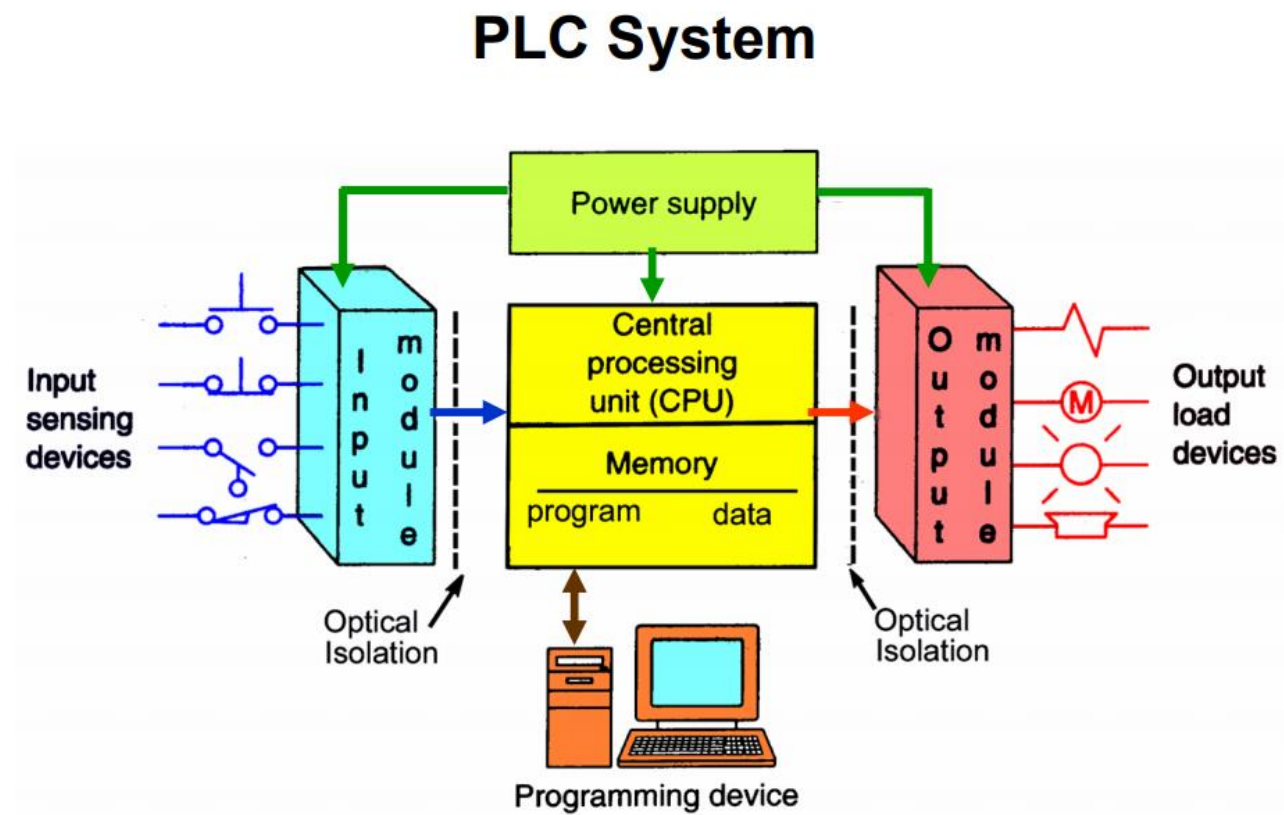 PLC System
Power supply
Input
sensing
devices
Input
module
Central
processing
unit (CPU)
Memory
program data
Output
module
M
Output
load
devices
Optical
Isolation
Optical
Isolation
Programming device